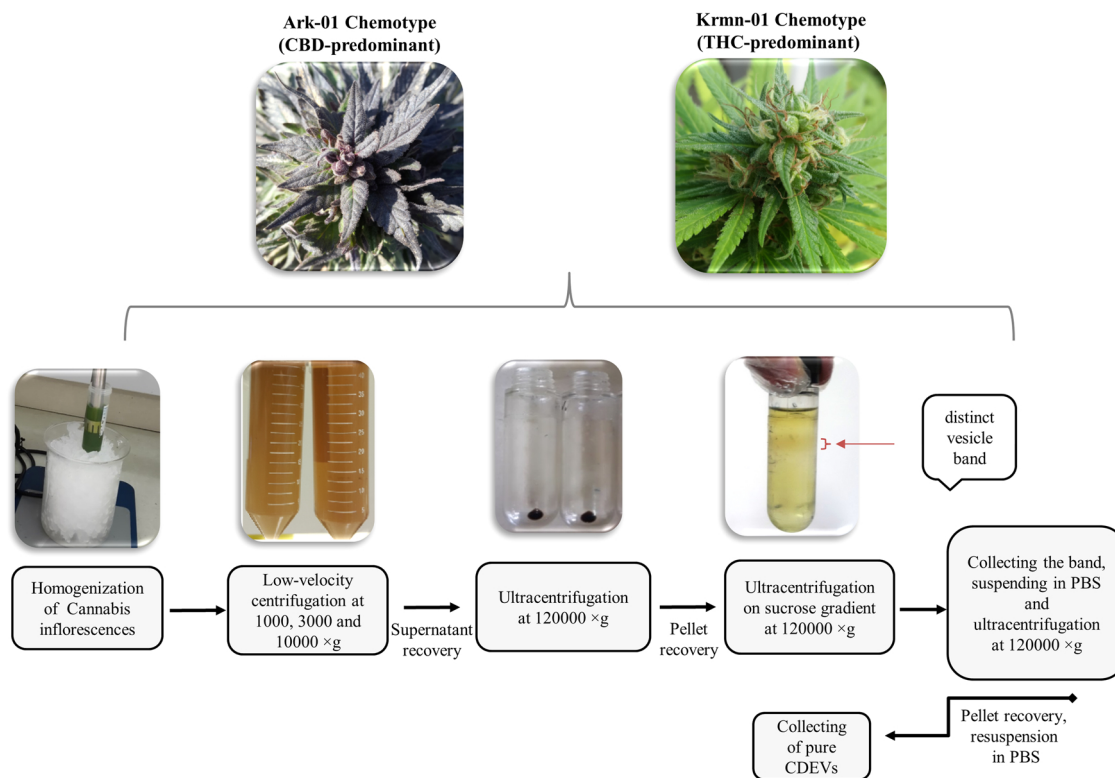 Ark-01 Chemotype
(CBD-predominant)
Krmn-01 Chemotype
(THC-predominant)
distinct
vesicle
band
Homogenization
of Cannabis
inflorescences
Low-velocity
centrifugation at
1000, 3000 and
10000 ×g
Supernatant
recovery
Ultracentrifugation
at 120000 ×g
Pellet
recovery
Ultracentrifugation
on sucrose gradient
at 120000 ×g
Collecting the band,
suspending in PBS
and
ultracentrifugation
at 120000 ×g
Pellet recovery,
resuspension
in PBS
Collecting
of pure
CDEVs